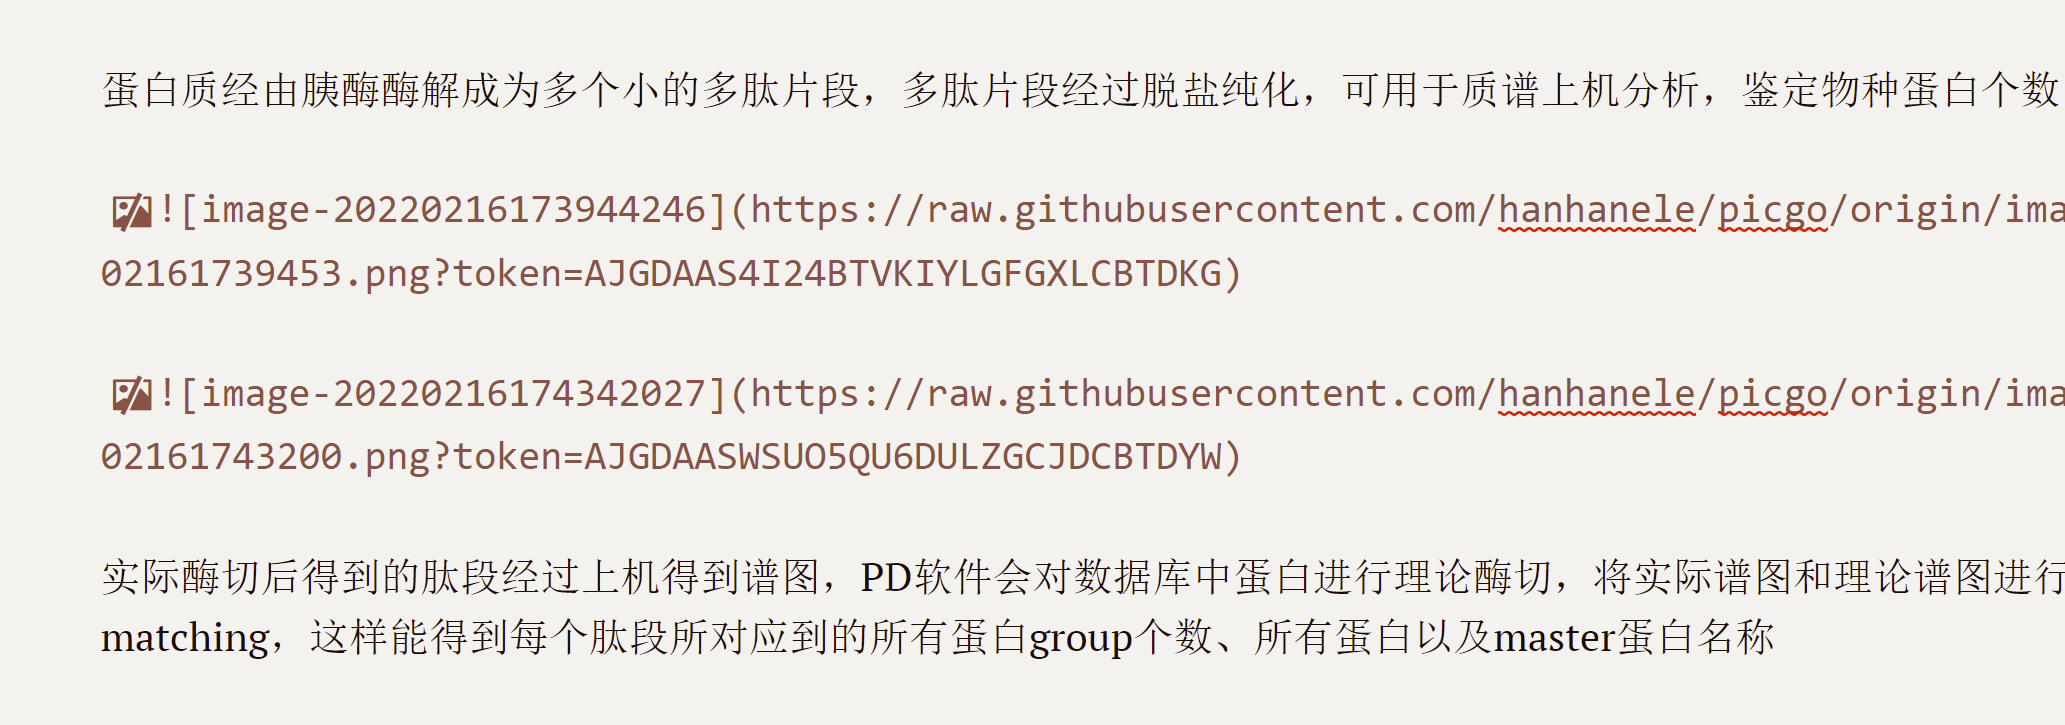 蛋白质经由胰酶酶解成为多个小的多肽片段，多肽片段经过脱盐纯化，可用于质谱上机分析，鉴定物种蛋白个数
![image-20220216173944246](https://raw.githubusercontent.com/hanhanele/picgo/origin/ima
02161739453.png?token=AJGDAAS4I24BTVKIYLGFGXLCBTDKG)
![image-20220216174342027](https://raw.githubusercontent.com/hanhanele/picgo/origin/ima
02161743200.png?token=AJGDAASWSUO5QU6DULZGCJDCBTDYW)
实际酶切后得到的肽段经过上机得到谱图，PD软件会对数据库中蛋白进行理论酶切，将实际谱图和理论谱图进行
matching，这样能得到每个肽段所对应到的所有蛋白group个数、所有蛋白以及master蛋白名称